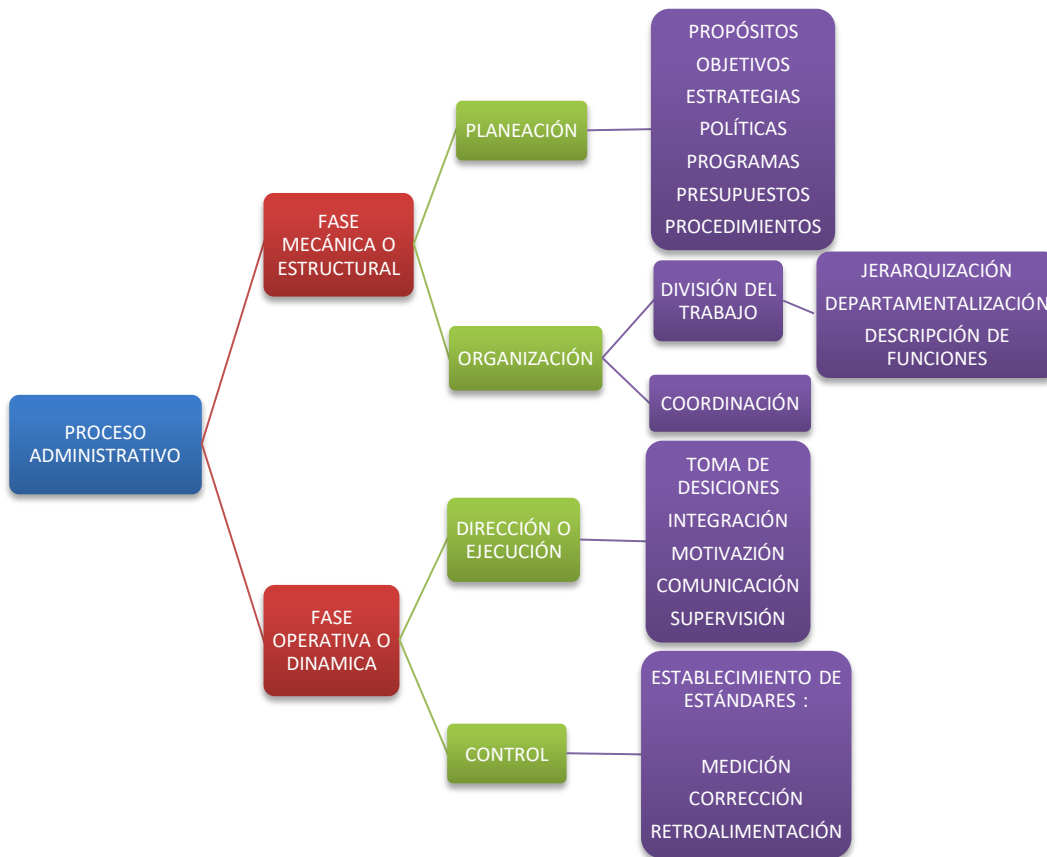 PROCESO
ADMINISTRATIVO
FASE
MECÁNICA O
ESTRUCTURAL
PLANEACIÓN
PROPÓSITOS
OBJETIVOS
ESTRATEGIAS
POLÍTICAS
PROGRAMAS
PRESUPUESTOS
PROCEDIMIENTOS
ORGANIZACIÓN
DIVISIÓN DEL
TRABAJO
JERARQUIZACIÓN
DEPARTAMENTALIZACIÓN
DESCRIPCIÓN DE
FUNCIONES
COORDINACIÓN
FASE
OPERATIVA O
DINAMICA
DIRECCIÓN O
EJECUCIÓN
TOMA DE
DESICIONES
INTEGRACIÓN
MOTIVAZIÓN
COMUNICACIÓN
SUPERVISIÓN
CONTROL
ESTABLECIMIENTO DE
ESTÁNDARES :
MEDICIÓN
CORRECCIÓN
RETROALIMENTACIÓN